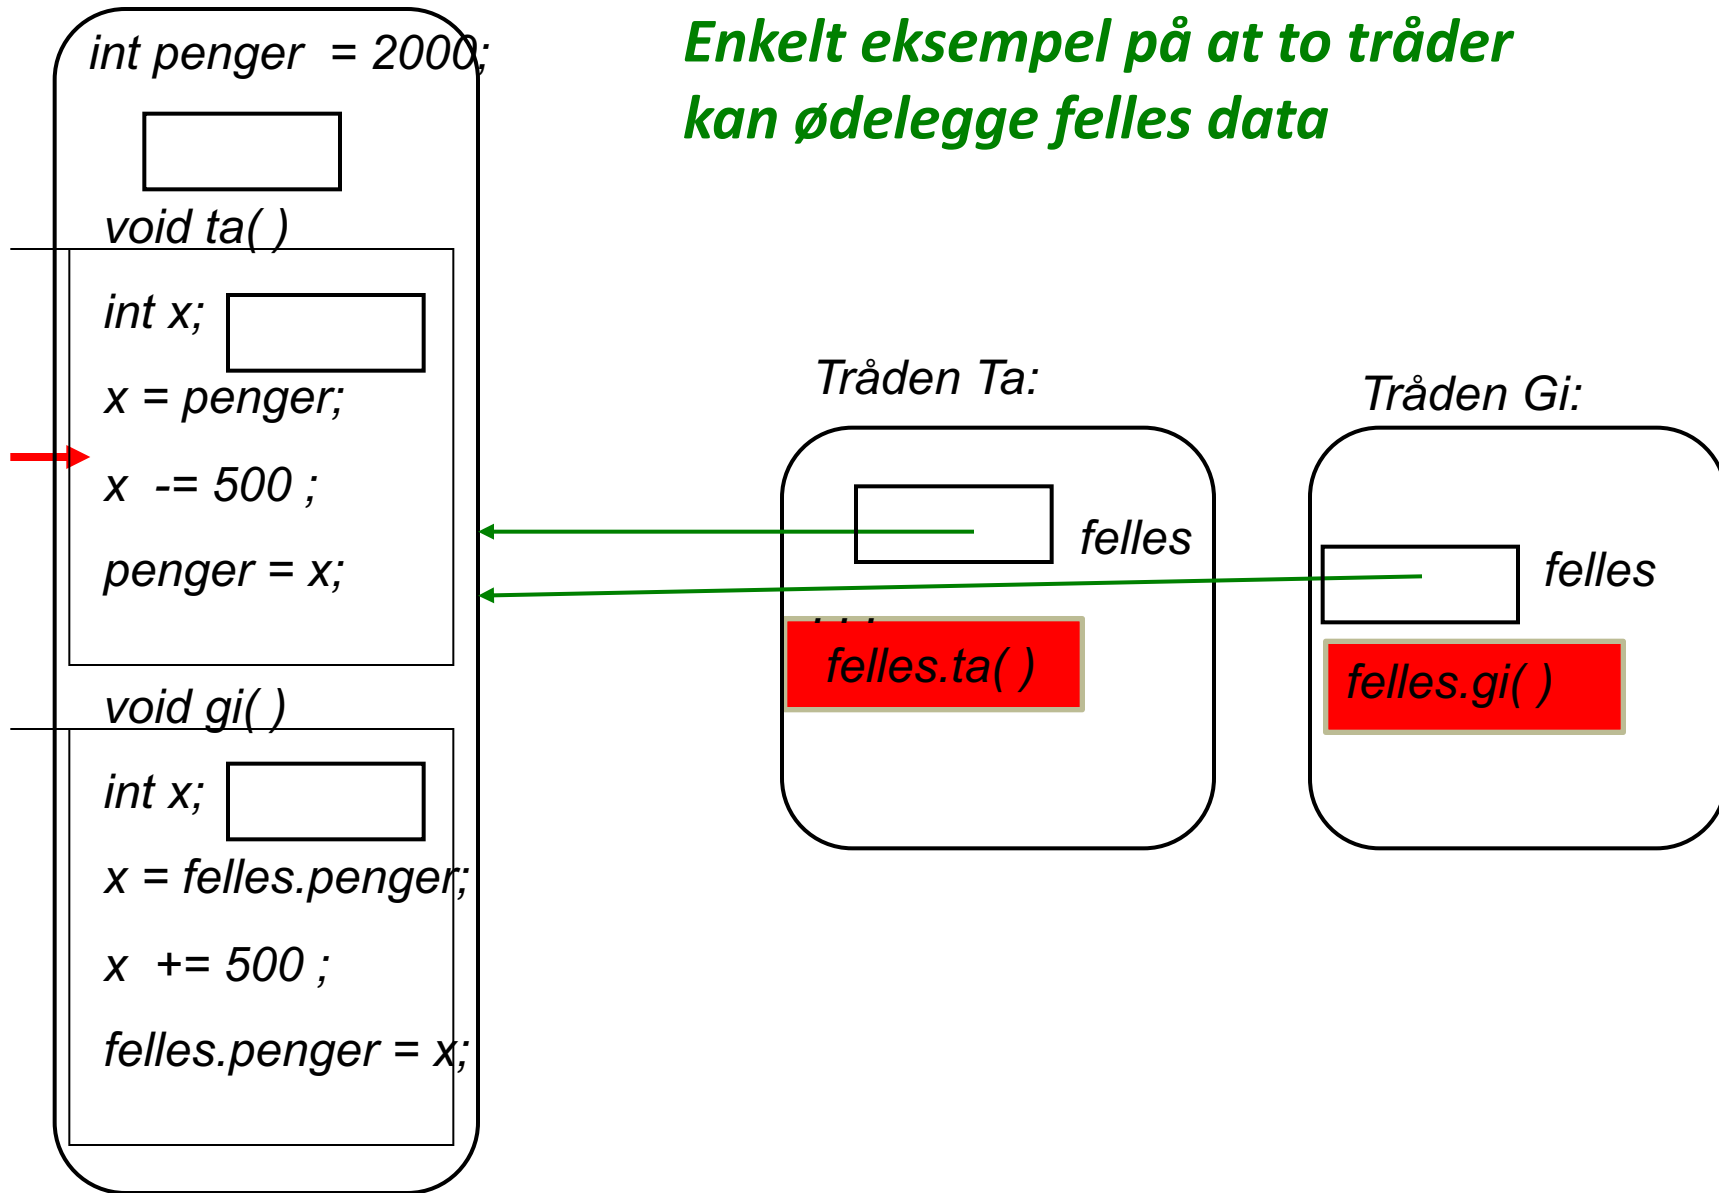 int penger  = 2000;
Enkelt eksempel på at to tråder
kan ødelegge felles data
void ta( )
int x;
x = penger;
x  -= 500 ;
penger = x;
void gi( )
int x;
x = felles.penger;
x  += 500 ;
felles.penger = x;
Tråden Ta:
felles
. . .
felles.ta( )
Tråden Gi:
felles
felles.gi( )